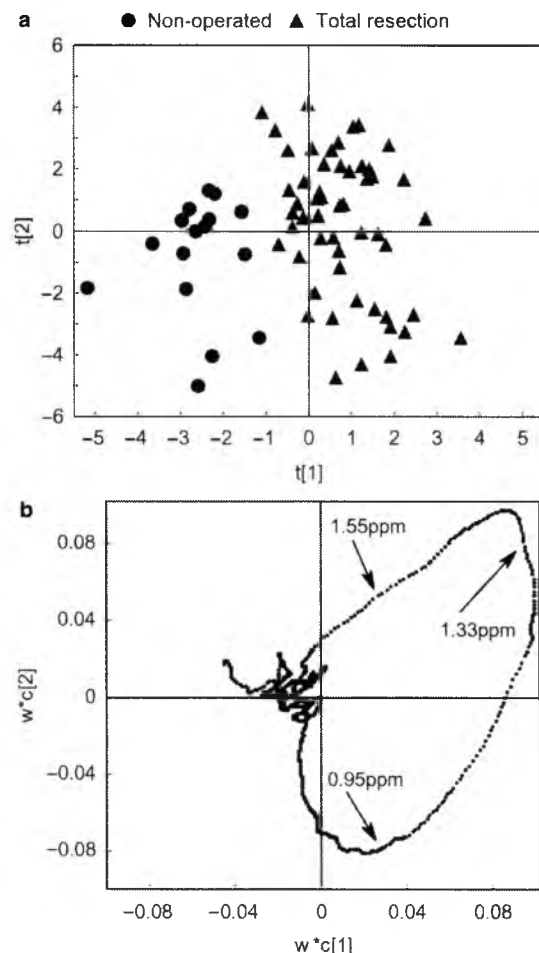 a ● Non-operated ▲ Total resection
6
4
2
0
−2
−4
−6
t[2]
−5 −4 −3 −2 −1 0 1 2 3 4 5
t[1]
b
0.08
0.04
0
−0.04
−0.08
w*c[2]
1.55ppm
1.33ppm
0.95ppm
−0.08 −0.04 0 0.04 0.08
w*c[1]